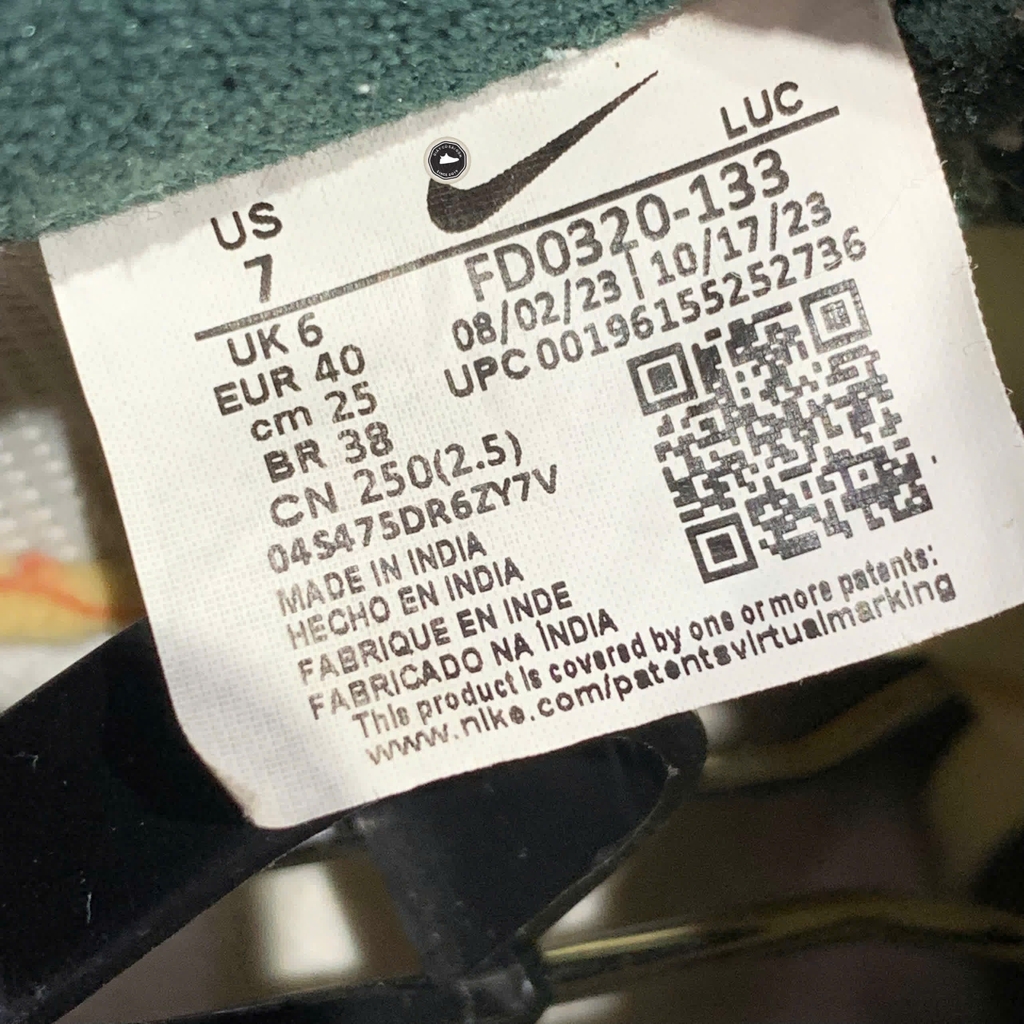 LUC
US
7
FD0320-133
08/02/23 | 10/17/23
UPC 00196155252736
UK 6
EUR 40
cm 25
BR 38
CN 250(2.5)
04S475DR6ZY7V
MADE IN INDIA
HECHO EN INDIA
FABRIQUE EN INDE
FABRICADO NA ÍNDIA
This product is covered by one or more patents:
www.nike.com/patentsvirtualmarking